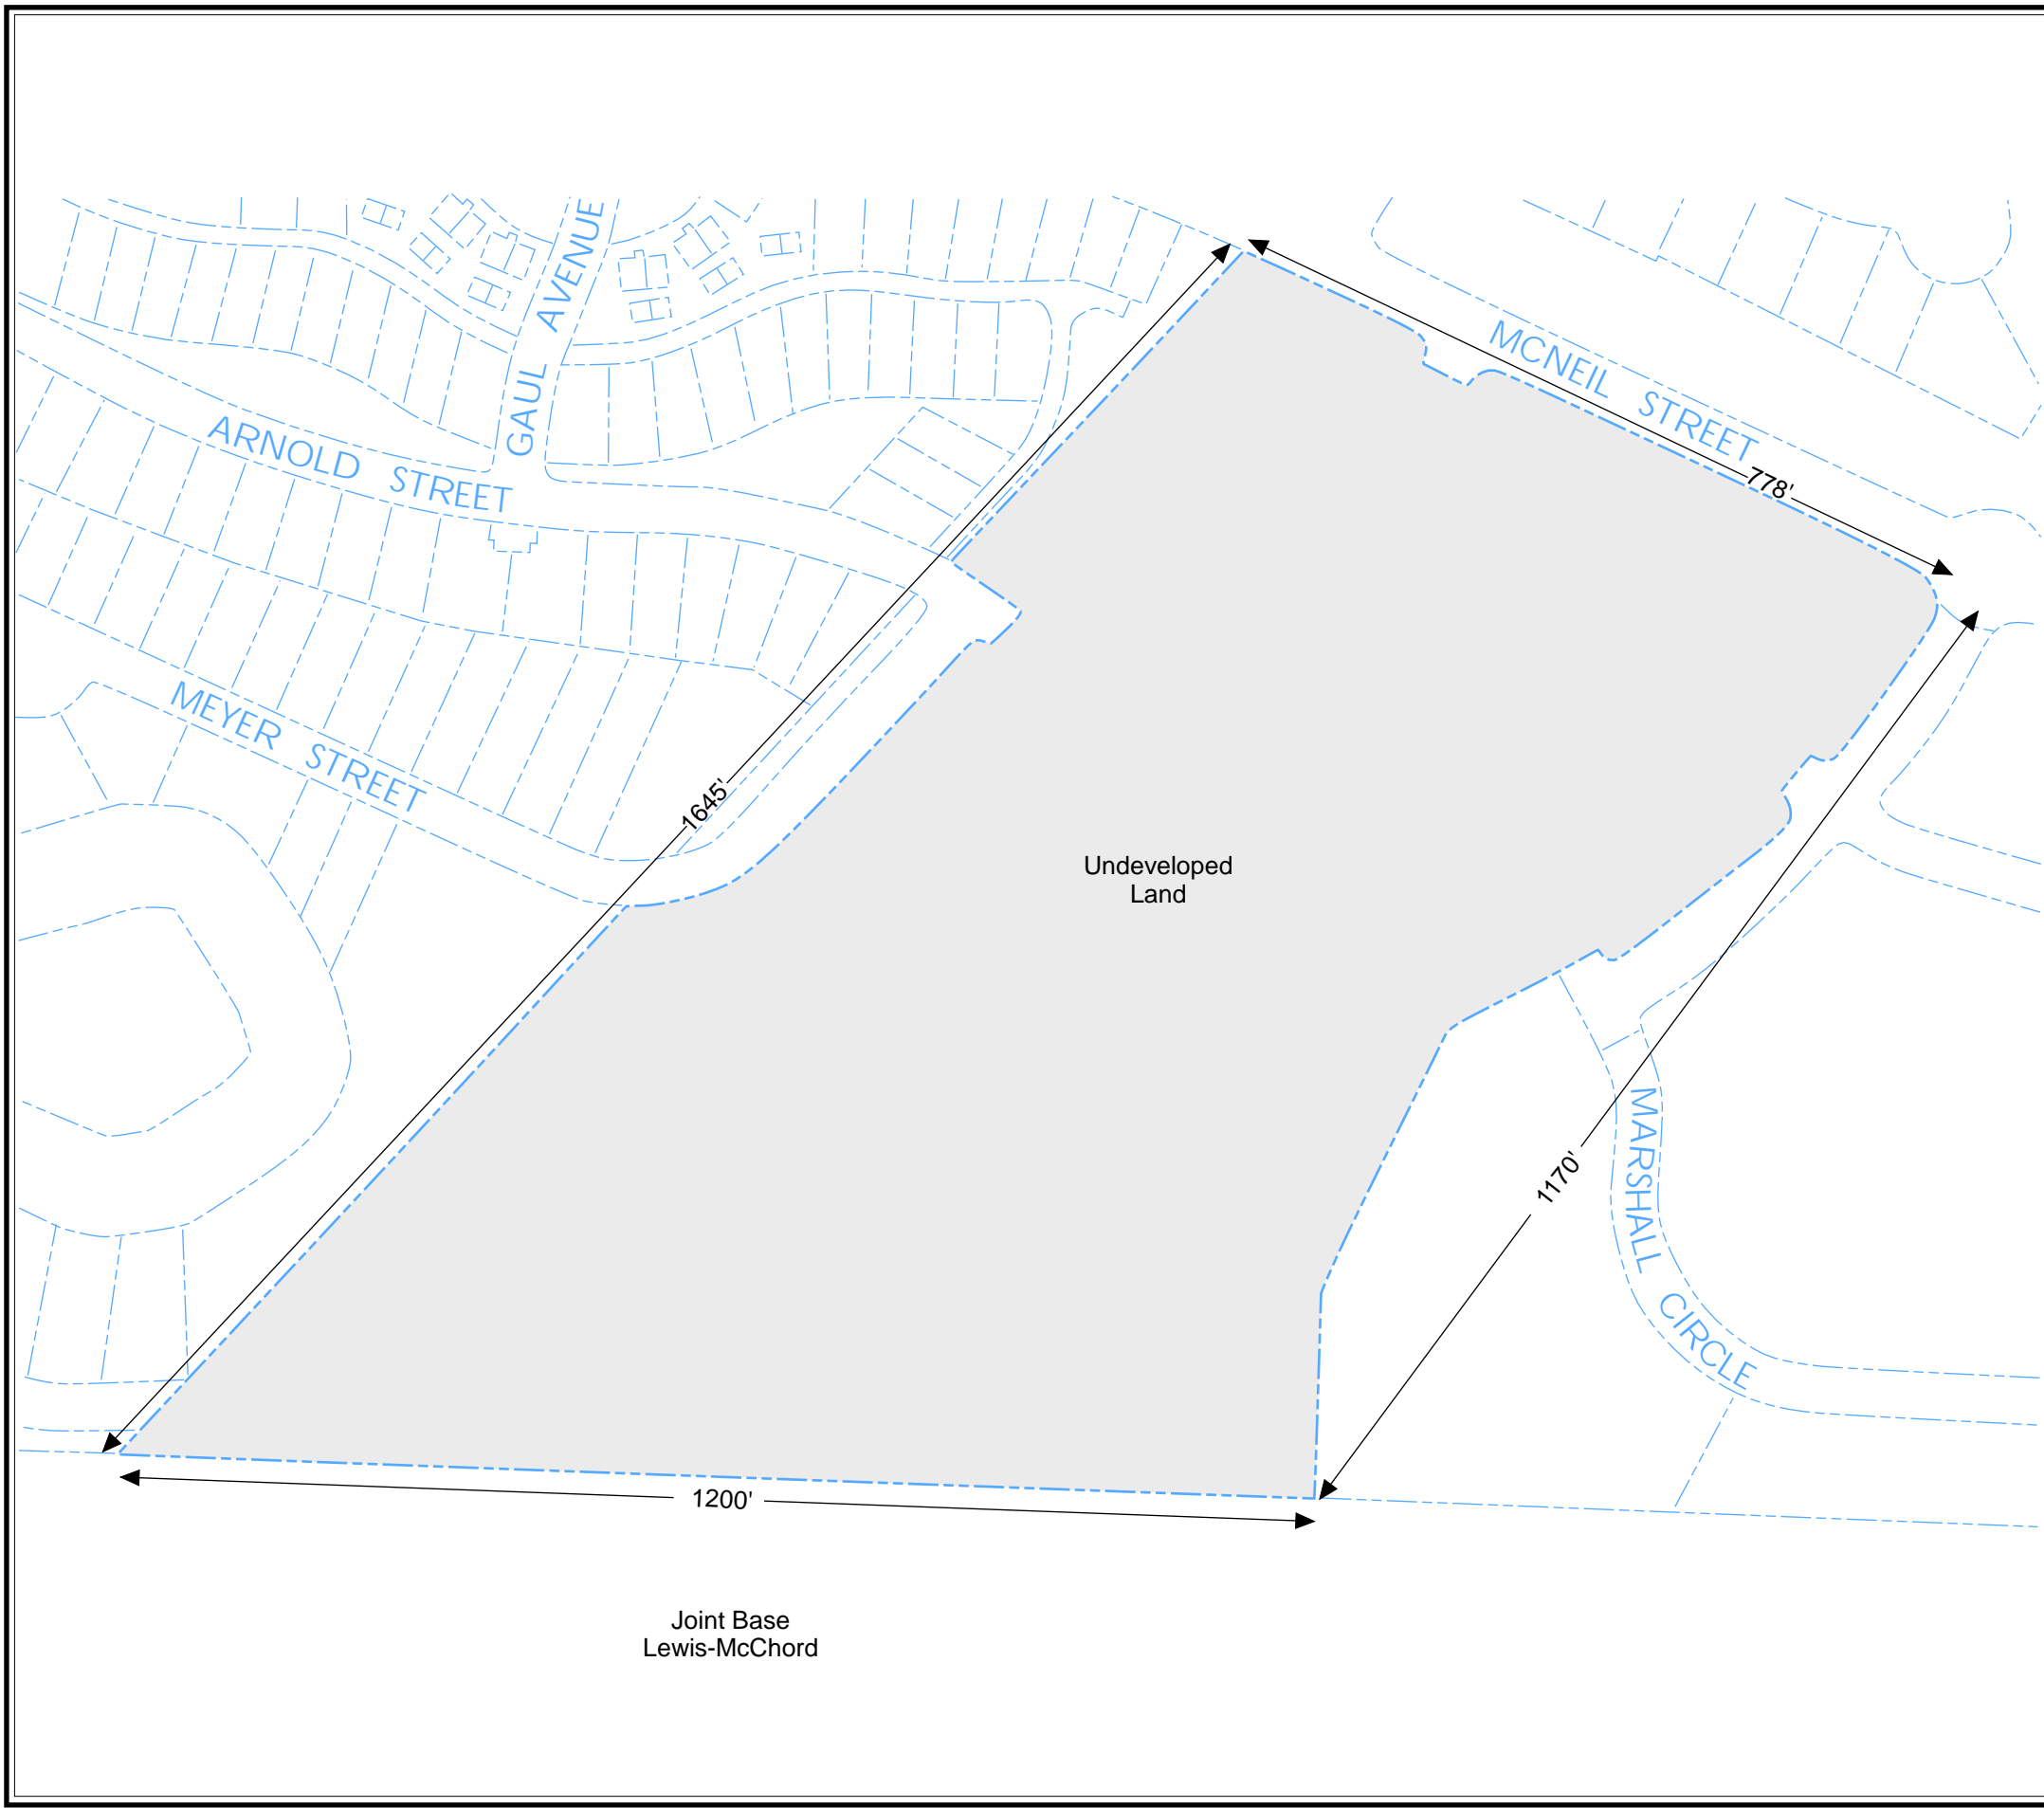 GAUL AVENUE
MCNEIL STREET
ARNOLD STREET
778'
MEYER STREET
1645'
Undeveloped
Land
MARSHALL CIRCLE
1170'
1200'
Joint Base
Lewis-McChord